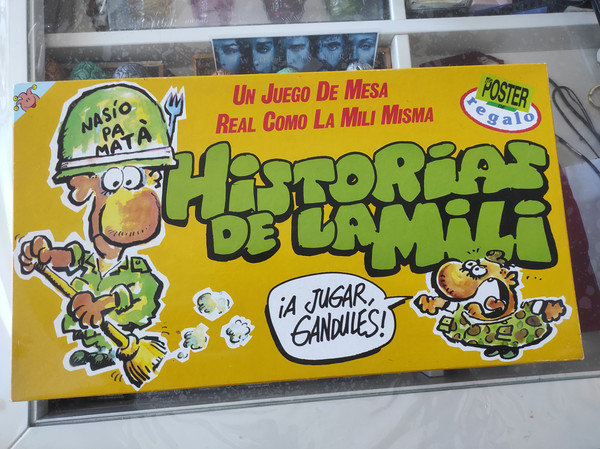 UN JUEGO DE MESA
REAL COMO LA MILI MISMA
POSTER
regalo
NASÍO
PA
MATÀ
HISTORIAS
DE LA MILI
¡A JUGAR,
GANDULES!